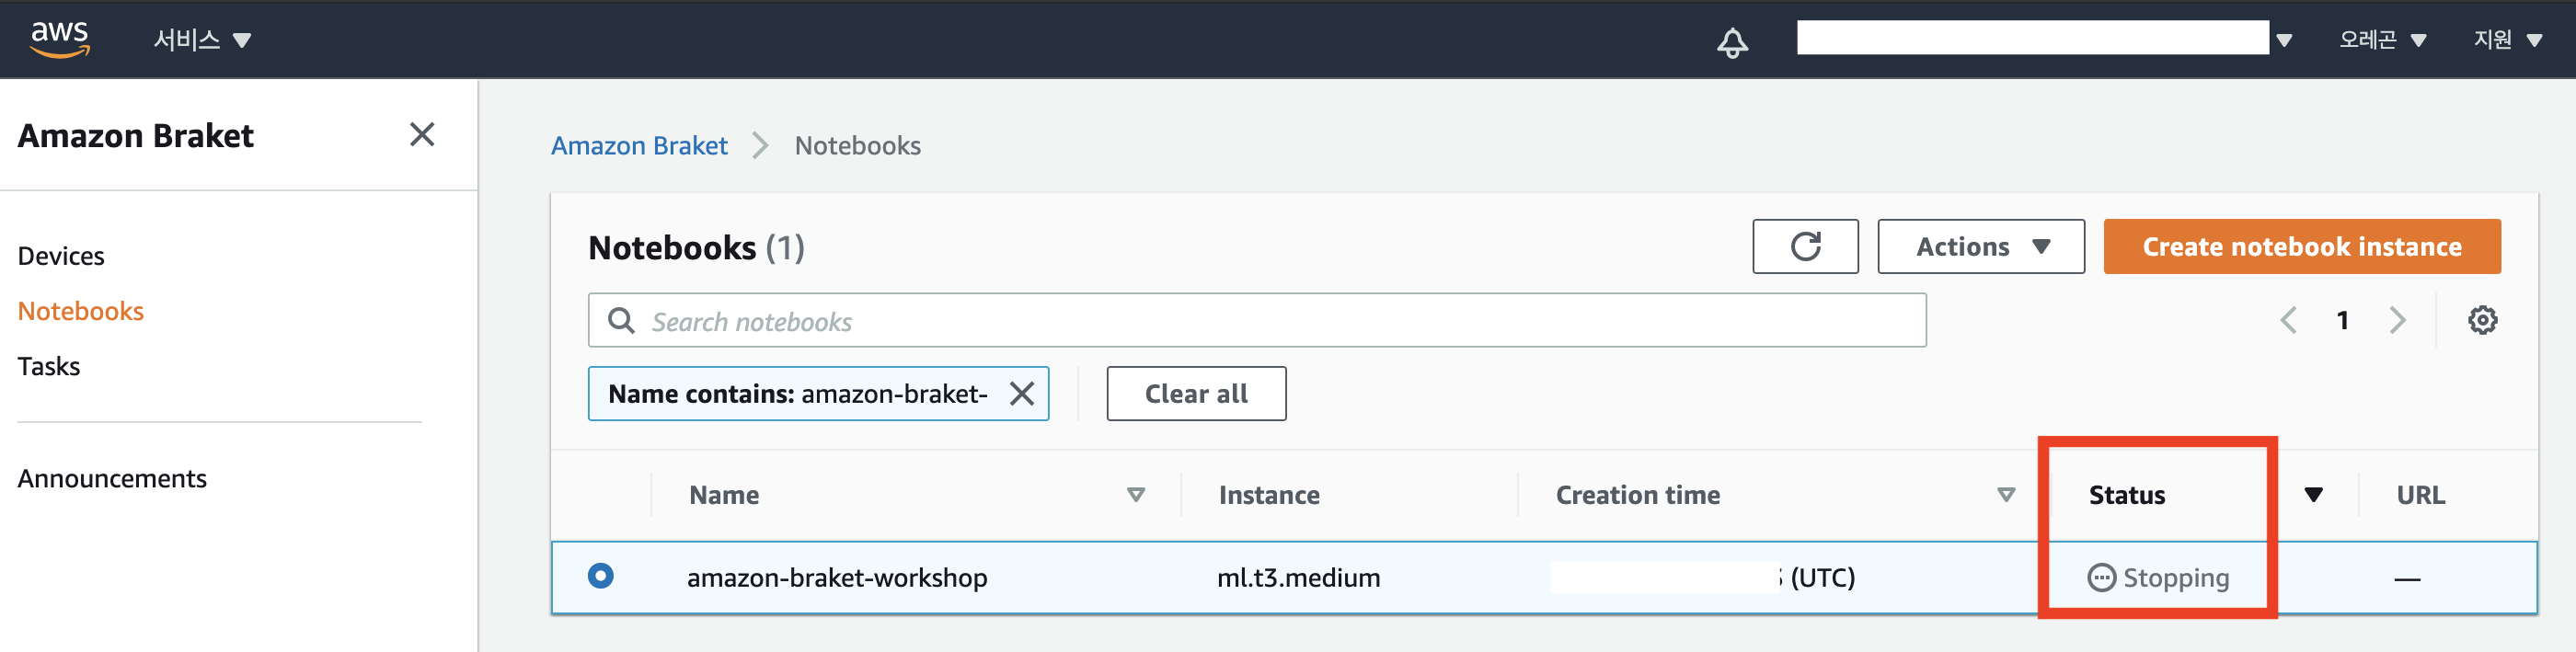 aws 서비스 오레곤 지원
Amazon Braket
Devices
Notebooks
Tasks
Announcements
Amazon Braket Notebooks
Notebooks (1) Actions Create notebook instance
Search notebooks 1
Name contains: amazon-braket- Clear all
Name Instance Creation time Status URL
amazon-braket-workshop ml.t3.medium (UTC) Stopping —